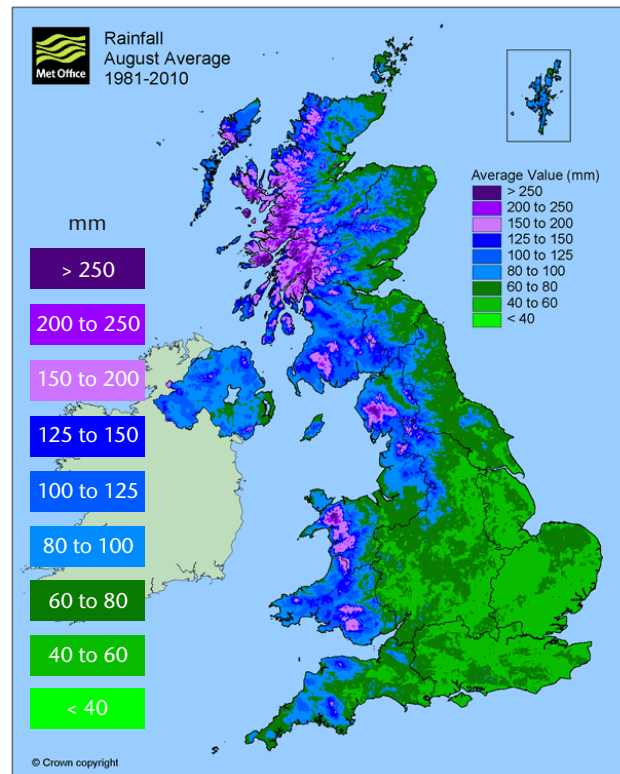 Met Office
Rainfall
August Average
1981-2010
Average Value (mm)
> 250
200 to 250
150 to 200
125 to 150
100 to 125
80 to 100
60 to 80
40 to 60
< 40
mm
> 250
200 to 250
150 to 200
125 to 150
100 to 125
80 to 100
60 to 80
40 to 60
< 40
© Crown copyright